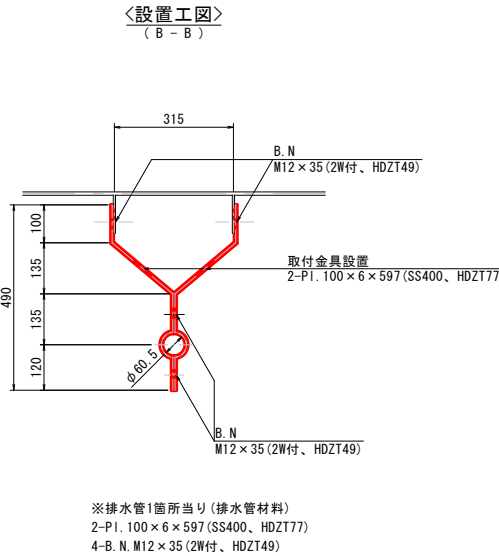 <設置工図>
( B - B )
315
B.N
M12×35(2W付、HDZT49)
100
取付金具設置
2-Pl.100×6×597(SS400、HDZT77
135
490
135
φ60.5
120
B.N
M12×35(2W付、HDZT49)
※排水管1箇所当り(排水管材料)
2-Pl.100×6×597(SS400、HDZT77)
4-B.N.M12×35(2W付、HDZT49)